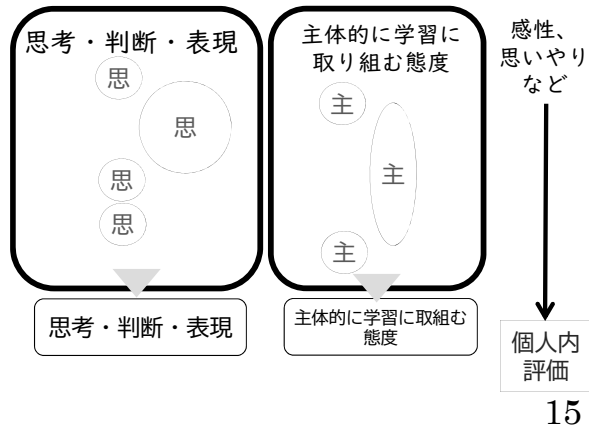 思考・判断・表現
思
思
思
思
思考・判断・表現
主体的に学習に
取り組む態度
主
主
主
主体的に学習に取組む
態度
感性、
思いやり
など
個人内
評価
15